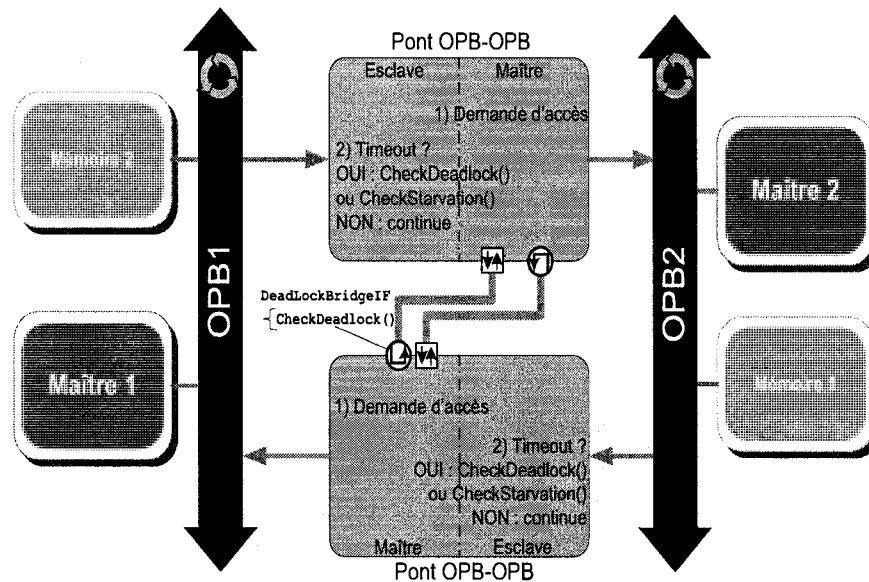 Pont OPB-OPB
Esclave
Maître
1) Demande d'accès
2) Timeout ?
OUI : CheckDeadlock()
ou CheckStarvation()
NON : continue
Mémoire 2
Maître 2
OPB1
OPB2
DeadLockBridgeIF
CheckDeadlock()
Maître 1
Mémoire 1
1) Demande d'accès
2) Timeout ?
OUI : CheckDeadlock()
ou CheckStarvation()
NON : continue
Maître
Esclave
Pont OPB-OPB